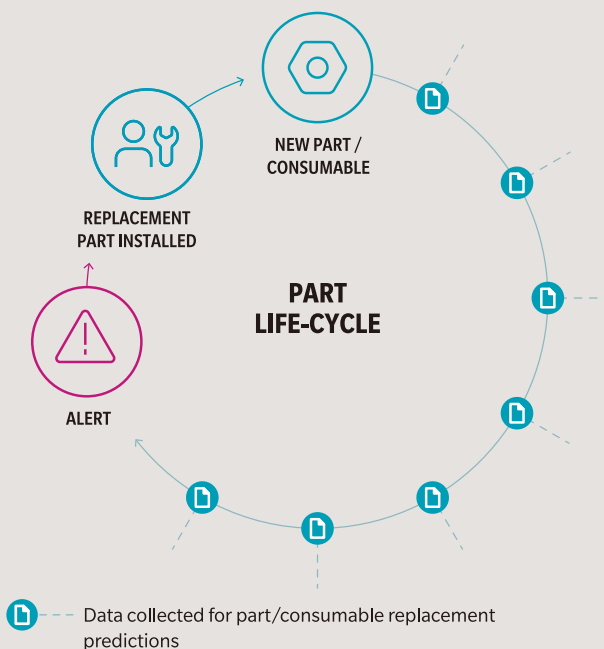 NEW PART /
CONSUMABLE
REPLACEMENT
PART INSTALLED
PART
LIFE-CYCLE
ALERT
Data collected for part/consumable replacement
predictions